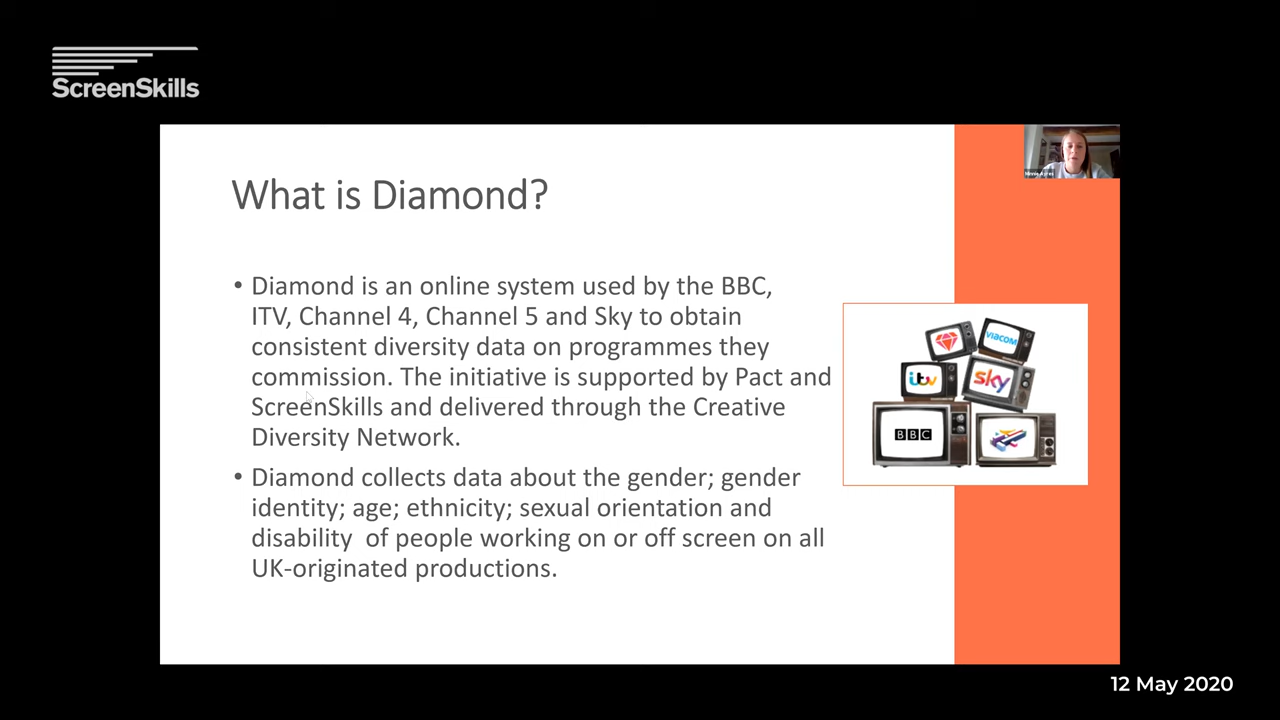 ScreenSkills
What is Diamond?
• Diamond is an online system used by the BBC,
ITV, Channel 4, Channel 5 and Sky to obtain
consistent diversity data on programmes they
commission. The initiative is supported by Pact and
ScreenSkills and delivered through the Creative
Diversity Network.
• Diamond collects data about the gender; gender
identity; age; ethnicity; sexual orientation and
disability  of people working on or off screen on all
UK-originated productions.
VIACOM
itv
sky
BBC
12 May 2020